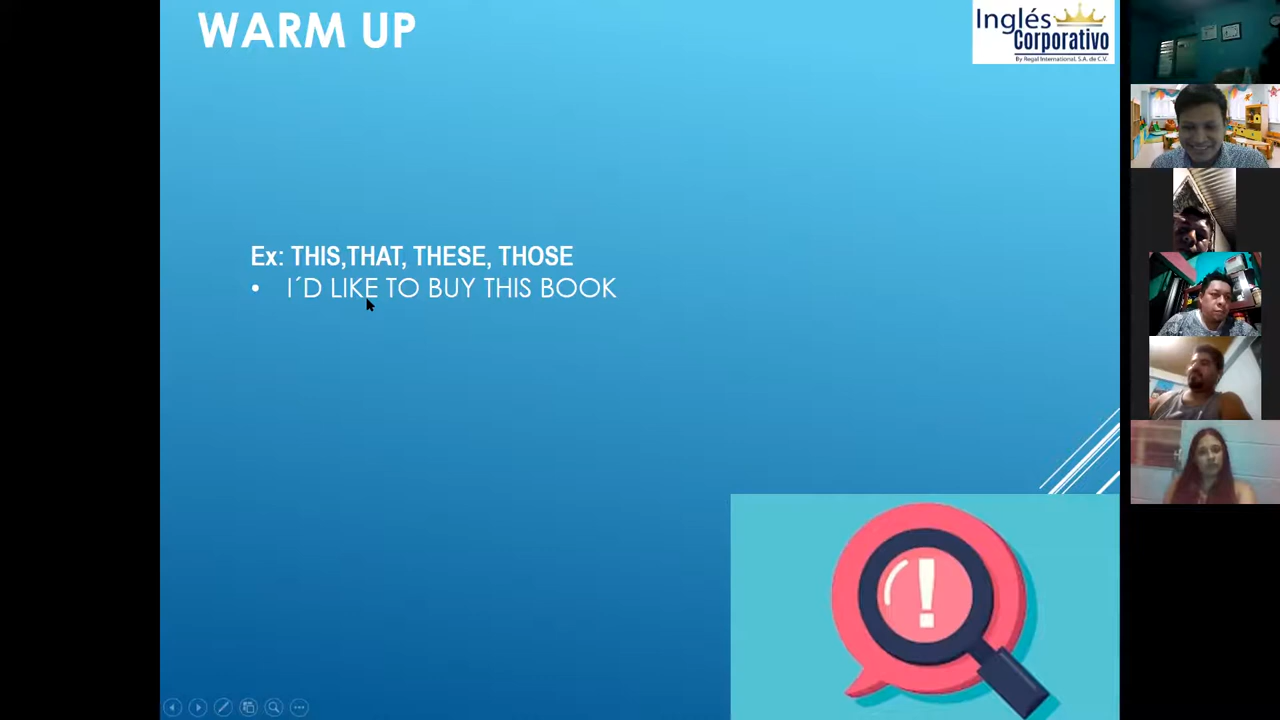 WARM UP
Inglés
Corporativo
By Regal International, S.A. de C.V.
Ex: THIS,THAT, THESE, THOSE
• I´D LIKE TO BUY THIS BOOK
!